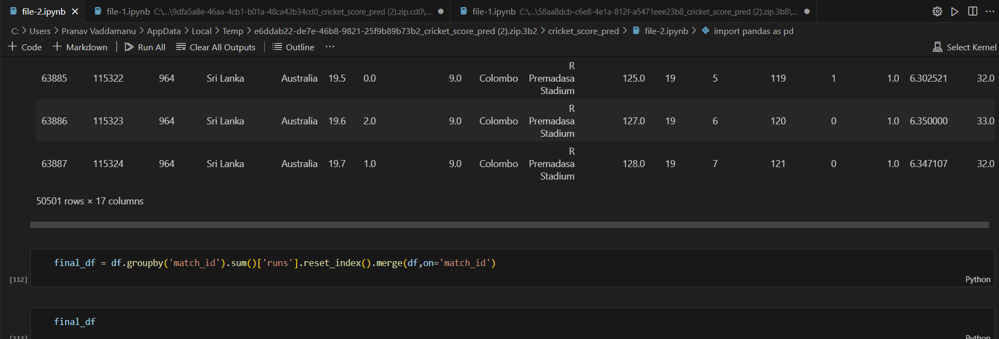 file-2.ipynb file-1.ipynb C:\...\9dfa5a8e-46aa-4cb1-b01a-48ca42b34cd0_cricket_score_pred (2).zip.cd0\... file-1.ipynb C:\...\58aa8dcb-c6e8-4e1a-812f-a5471eee23b8_cricket_score_pred (2).zip.3b8\...
C: > Users > Pranav Vaddamanu > AppData > Local > Temp > e6ddab22-de7e-46b8-9821-25f9b89b73b2_cricket_score_pred (2).zip.3b2 > cricket_score_pred > file-2.ipynb > import pandas as pd
+ Code + Markdown Run All Clear All Outputs Outline ... Select Kernel
63885 115322 964 Sri Lanka Australia 19.5 0.0 9.0 Colombo R Premadasa Stadium 125.0 19 5 119 1 1.0 6.302521 32.0
63886 115323 964 Sri Lanka Australia 19.6 2.0 9.0 Colombo R Premadasa Stadium 127.0 19 6 120 0 1.0 6.350000 33.0
63887 115324 964 Sri Lanka Australia 19.7 1.0 9.0 Colombo R Premadasa Stadium 128.0 19 7 121 0 1.0 6.347107 32.0
50501 rows × 17 columns
final_df = df.groupby('match_id').sum()['runs'].reset_index().merge(df,on='match_id')
[112] Python
final_df
[113] Python